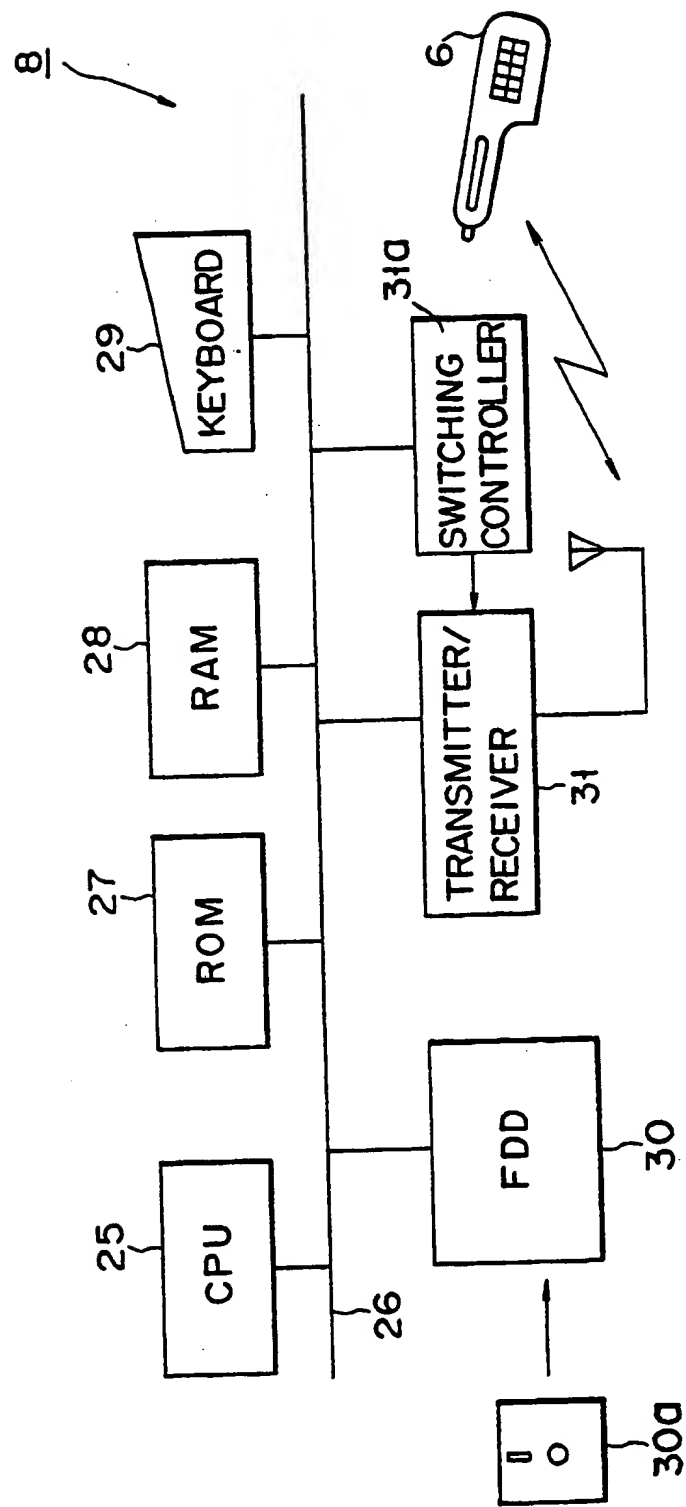 8
25
CPU
26
27
ROM
28
RAM
29
KEYBOARD
30a
FDD
30
TRANSMITTER/
RECEIVER
31
SWITCHING
CONTROLLER
31a
6